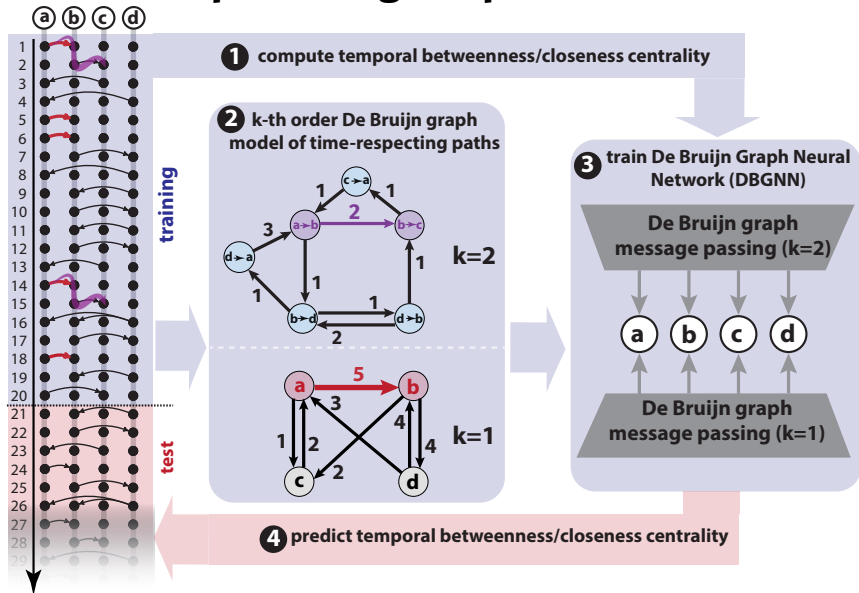 a b c d
1
2
3
4
5
6
7
8
9
10
11
12
13
14
15
16
17
18
19
20
21
22
23
24
25
26
27
28
29
training
test
1 compute temporal betweenness/closeness centrality
2 k-th order De Bruijn graph
model of time-respecting paths
c→a
1 1
a→b 2 b→c
3
d→a k=2
1 1
1 1
b→d d→b
2
a 5 b
3
1 2 4 4 k=1
2
c d
3 train De Bruijn Graph Neural
Network (DBGNN)
De Bruijn graph
message passing (k=2)
a b c d
De Bruijn graph
message passing (k=1)
4 predict temporal betweenness/closeness centrality